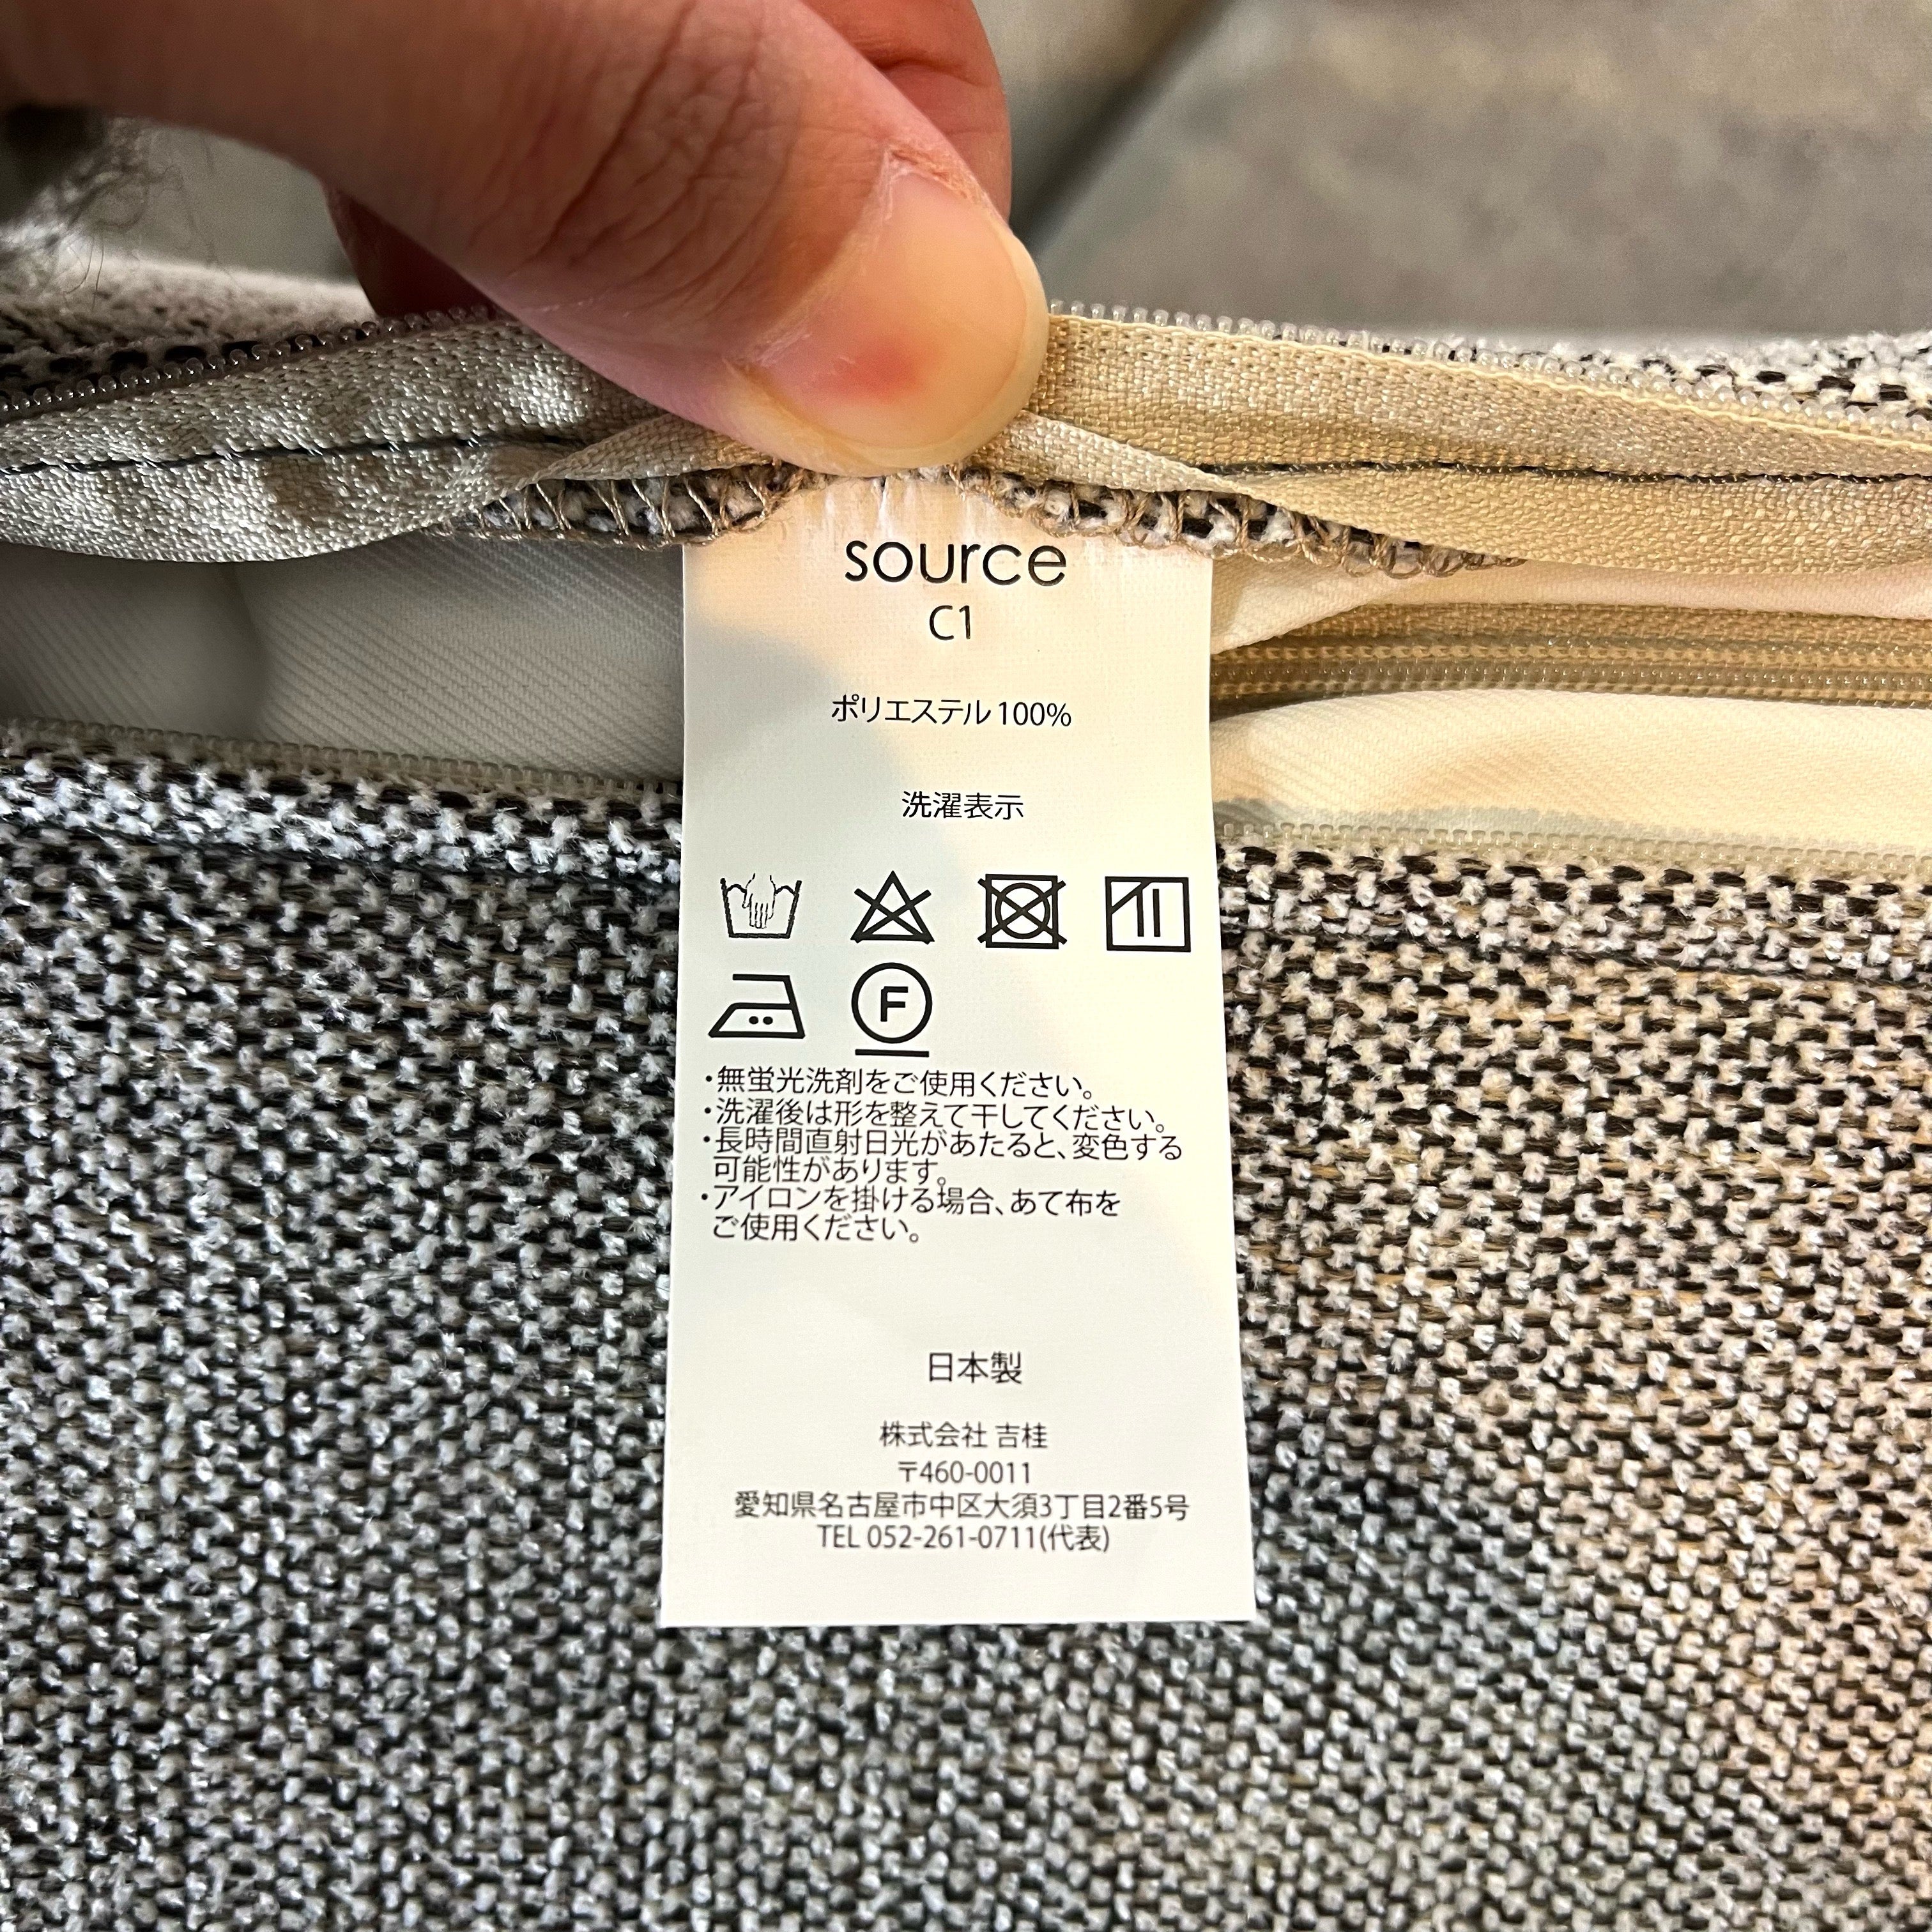 source
C1
ポリエステル100%
洗濯表示
F
・無蛍光洗剤をご使用ください。
・洗濯後は形を整えて干してください。
・長時間直射日光があたると、変色する
可能性があります。
・アイロンを掛ける場合、あて布を
ご使用ください。
日本製
株式会社 吉桂
〒460-0011
愛知県名古屋市中区大須3丁目2番5号
TEL 052-261-0711(代表)